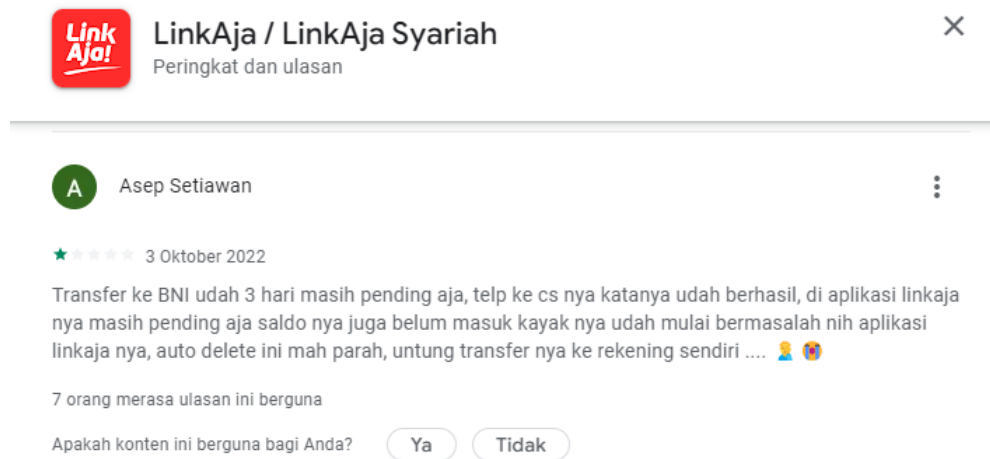 Link
Aja!
LinkAja / LinkAja Syariah
Peringkat dan ulasan
A
Asep Setiawan
3 Oktober 2022
Transfer ke BNI udah 3 hari masih pending aja, telp ke cs nya katanya udah berhasil, di aplikasi linkaja
nya masih pending aja saldo nya juga belum masuk kayak nya udah mulai bermasalah nih aplikasi
linkaja nya, auto delete ini mah parah, untung transfer nya ke rekening sendiri .... 🤦 😭
7 orang merasa ulasan ini berguna
Apakah konten ini berguna bagi Anda?
Ya
Tidak